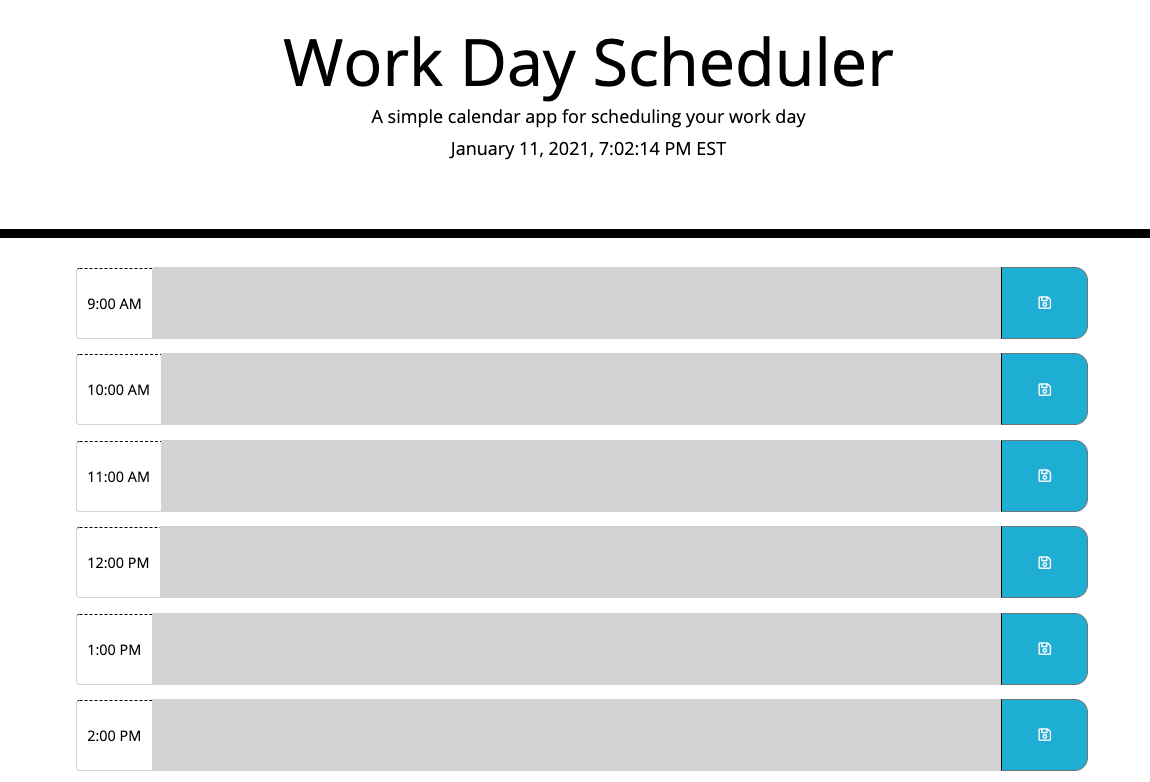 Work Day Scheduler
A simple calendar app for scheduling your work day
January 11, 2021, 7:02:14 PM EST
9:00 AM
10:00 AM
11:00 AM
12:00 PM
1:00 PM
2:00 PM